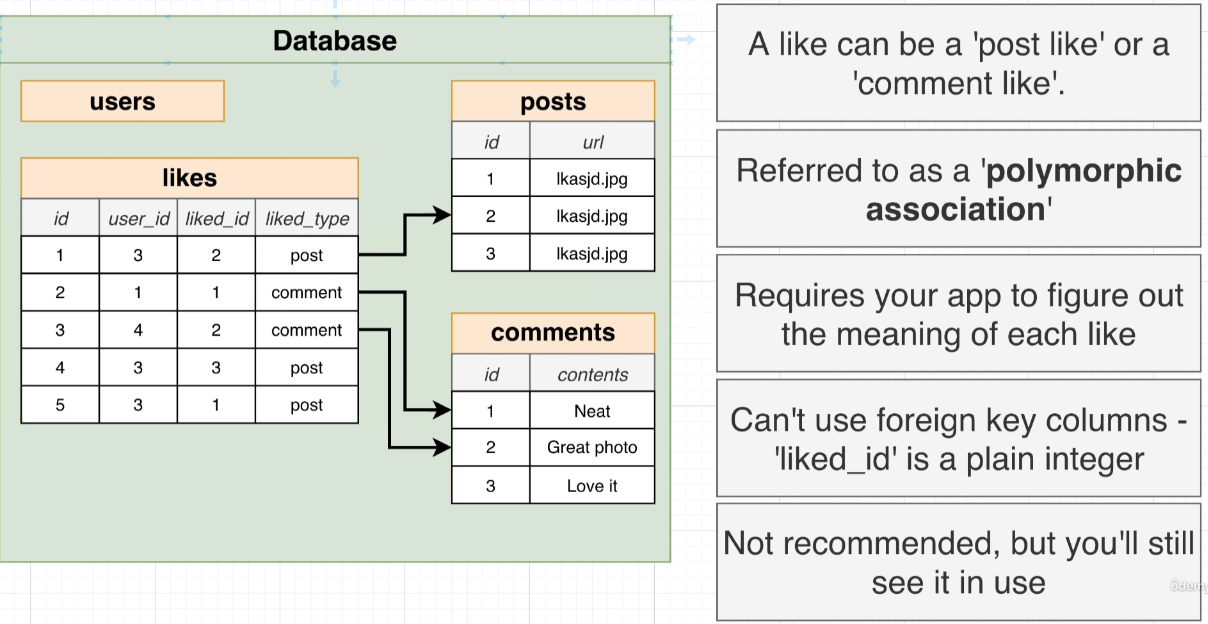 Database
users
likes
id user_id liked_id liked_type
1 3 2 post
2 1 1 comment
3 4 2 comment
4 3 3 post
5 3 1 post
posts
id url
1 lkasjd.jpg
2 lkasjd.jpg
3 lkasjd.jpg
comments
id contents
1 Neat
2 Great photo
3 Love it
A like can be a 'post like' or a
'comment like'.
Referred to as a 'polymorphic
association'
Requires your app to figure out
the meaning of each like
Can't use foreign key columns -
'liked_id' is a plain integer
Not recommended, but you'll still
see it in use
Udemy